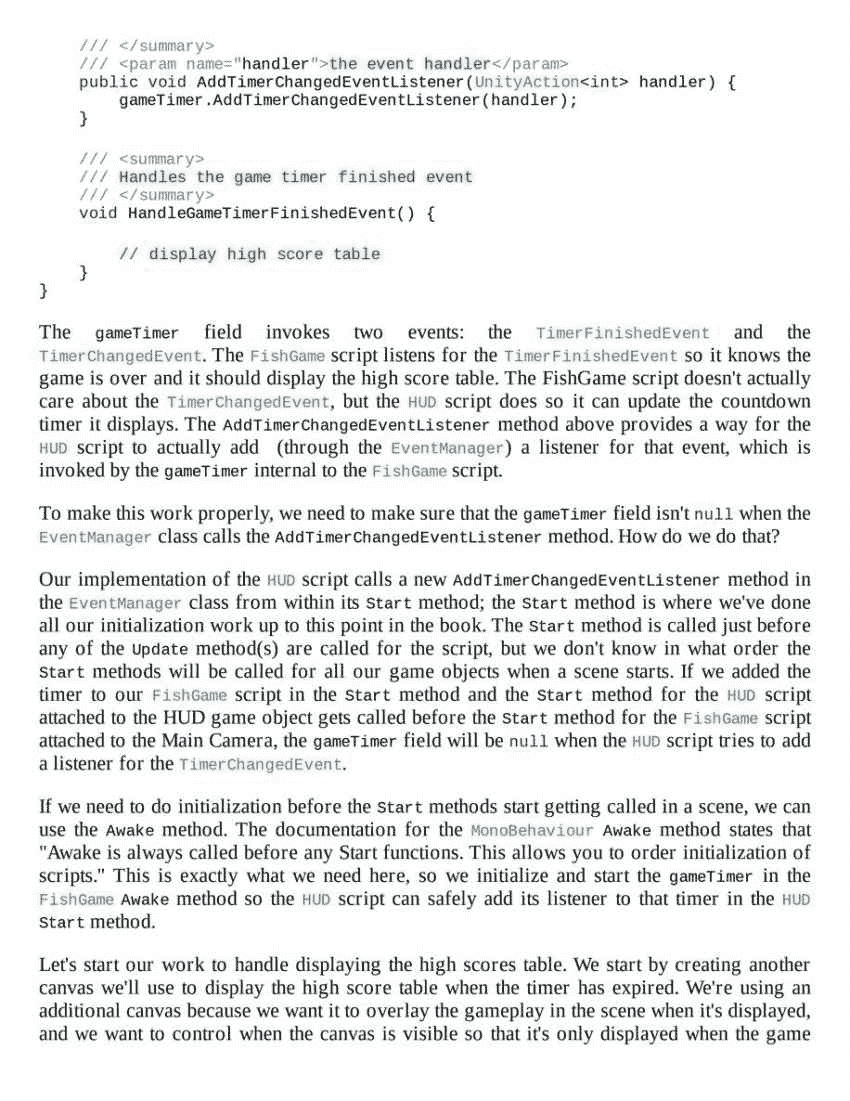 /// </summary>
/// <param name="handler">the event handler</param>
public void AddTimerChangedEventListener(UnityAction<int> handler) {
gameTimer.AddTimerChangedEventListener(handler);
}
/// <summary>
/// Handles the game timer finished event
/// </summary>
void HandleGameTimerFinishedEvent() {
// display high score table
}
}
The gameTimer field invokes two events: the TimerFinishedEvent and the
TimerChangedEvent. The FishGame script listens for the TimerFinishedEvent so it knows the
game is over and it should display the high score table. The FishGame script doesn't actually
care about the TimerChangedEvent, but the HUD script does so it can update the countdown
timer it displays. The AddTimerChangedEventListener method above provides a way for the
HUD script to actually add (through the EventManager) a listener for that event, which is
invoked by the gameTimer internal to the FishGame script.
To make this work properly, we need to make sure that the gameTimer field isn't null when the
EventManager class calls the AddTimerChangedEventListener method. How do we do that?
Our implementation of the HUD script calls a new AddTimerChangedEventListener method in
the EventManager class from within its Start method; the Start method is where we've done
all our initialization work up to this point in the book. The Start method is called just before
any of the Update method(s) are called for the script, but we don't know in what order the
Start methods will be called for all our game objects when a scene starts. If we added the
timer to our FishGame script in the Start method and the Start method for the HUD script
attached to the HUD game object gets called before the Start method for the FishGame script
attached to the Main Camera, the gameTimer field will be null when the HUD script tries to add
a listener for the TimerChangedEvent.
If we need to do initialization before the Start methods start getting called in a scene, we can
use the Awake method. The documentation for the MonoBehaviour Awake method states that
"Awake is always called before any Start functions. This allows you to order initialization of
scripts." This is exactly what we need here, so we initialize and start the gameTimer in the
FishGame Awake method so the HUD script can safely add its listener to that timer in the HUD
Start method.
Let's start our work to handle displaying the high scores table. We start by creating another
canvas we'll use to display the high score table when the timer has expired. We're using an
additional canvas because we want it to overlay the gameplay in the scene when it's displayed,
and we want to control when the canvas is visible so that it's only displayed when the game